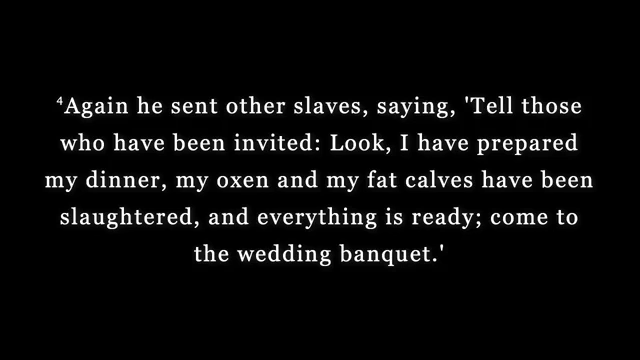 ⁴Again he sent other slaves, saying, 'Tell those
who have been invited: Look, I have prepared
my dinner, my oxen and my fat calves have been
slaughtered, and everything is ready; come to
the wedding banquet.'